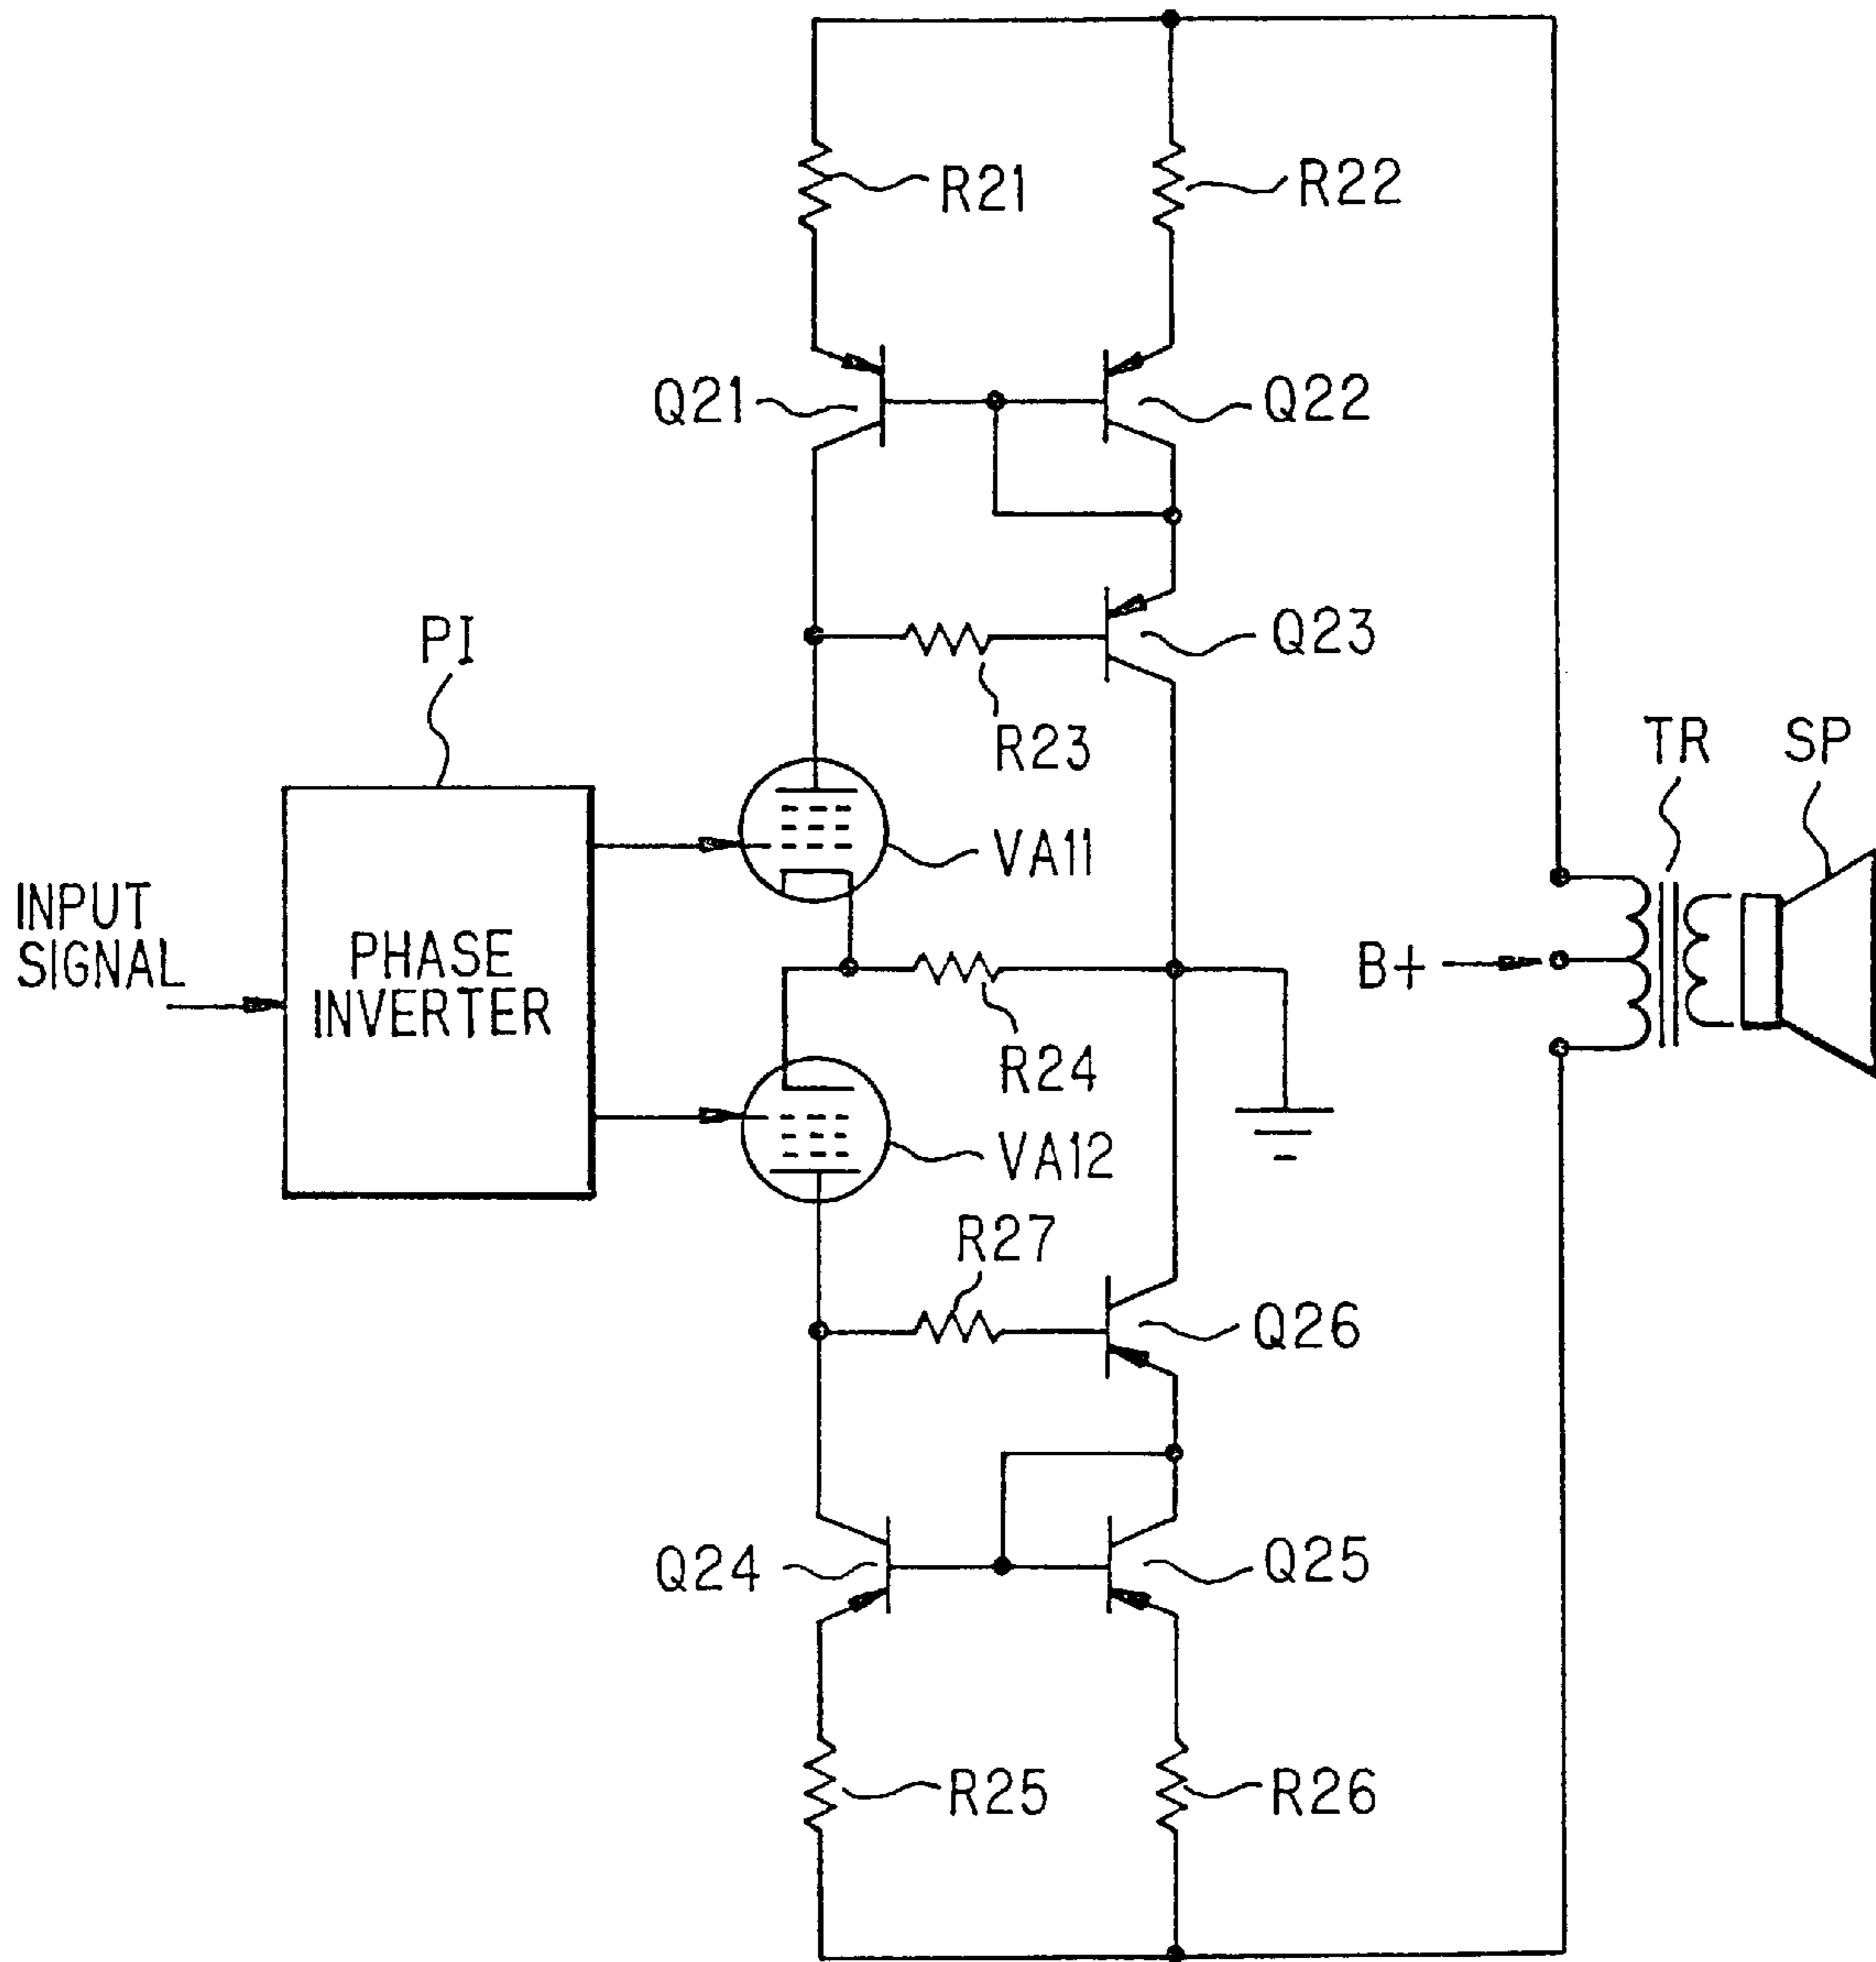 R21
R22
Q21
Q22
PI
Q23
R23
TR
SP
VA11
INPUT
SIGNAL
PHASE
INVERTER
B+
R24
VA12
R27
Q26
Q24
Q25
R25
R26